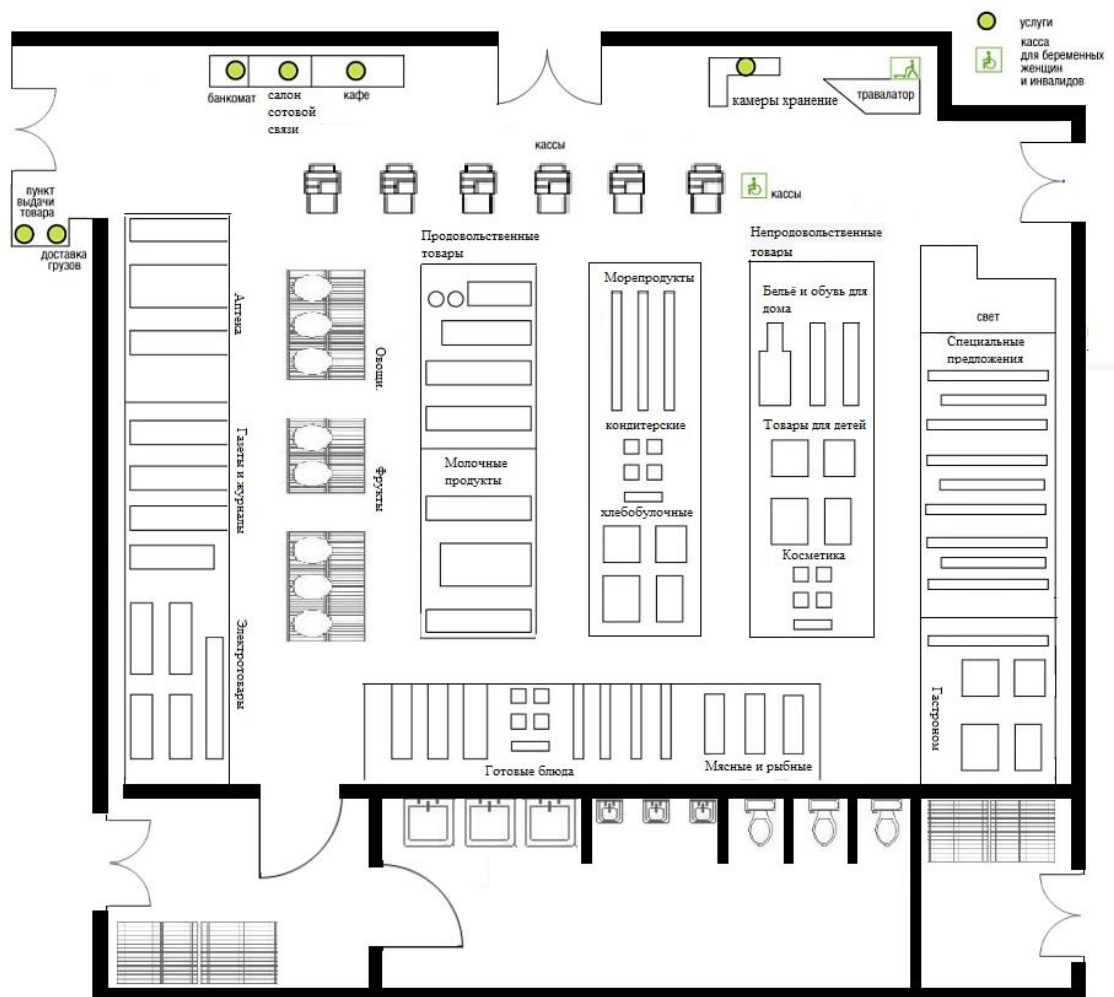 услуги
касса
для беременных
женщин
и инвалидов
банкомат
салон
сотовой
связи
кафе
камеры хранение
травалатор
кассы
кассы
пункт
выдачи
товара
доставка
грузов
Продовольственные
товары
Непродовольственные
товары
Аптека
Овощи.
Морепродукты
Бельё и обувь для
дома
свет
Специальные
предложения
Газеты и журналы
Фрукты
Молочные
продукты
кондитерские
Товары для детей
хлебобулочные
Косметика
Электротовары
Гастроном
Готовые блюда
Мясные и рыбные